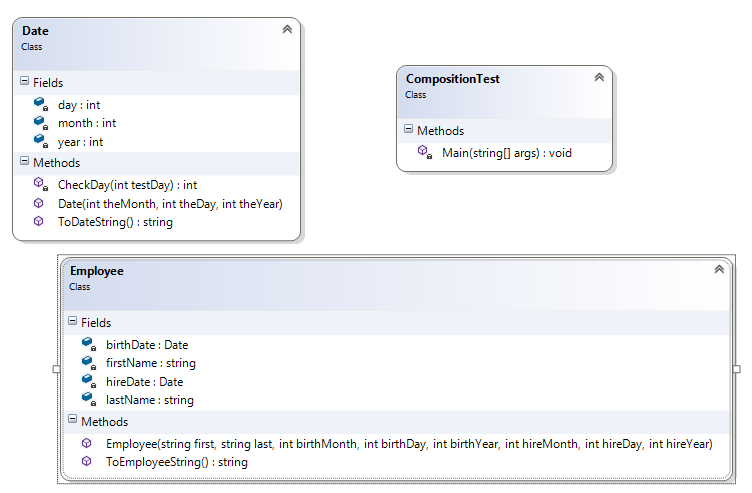 Date
Class
Fields
day : int
month : int
year : int
Methods
CheckDay(int testDay) : int
Date(int theMonth, int theDay, int theYear)
ToDateString() : string
CompositionTest
Class
Methods
Main(string[] args) : void
Employee
Class
Fields
birthDate : Date
firstName : string
hireDate : Date
lastName : string
Methods
Employee(string first, string last, int birthMonth, int birthDay, int birthYear, int hireMonth, int hireDay, int hireYear)
ToEmployeeString() : string